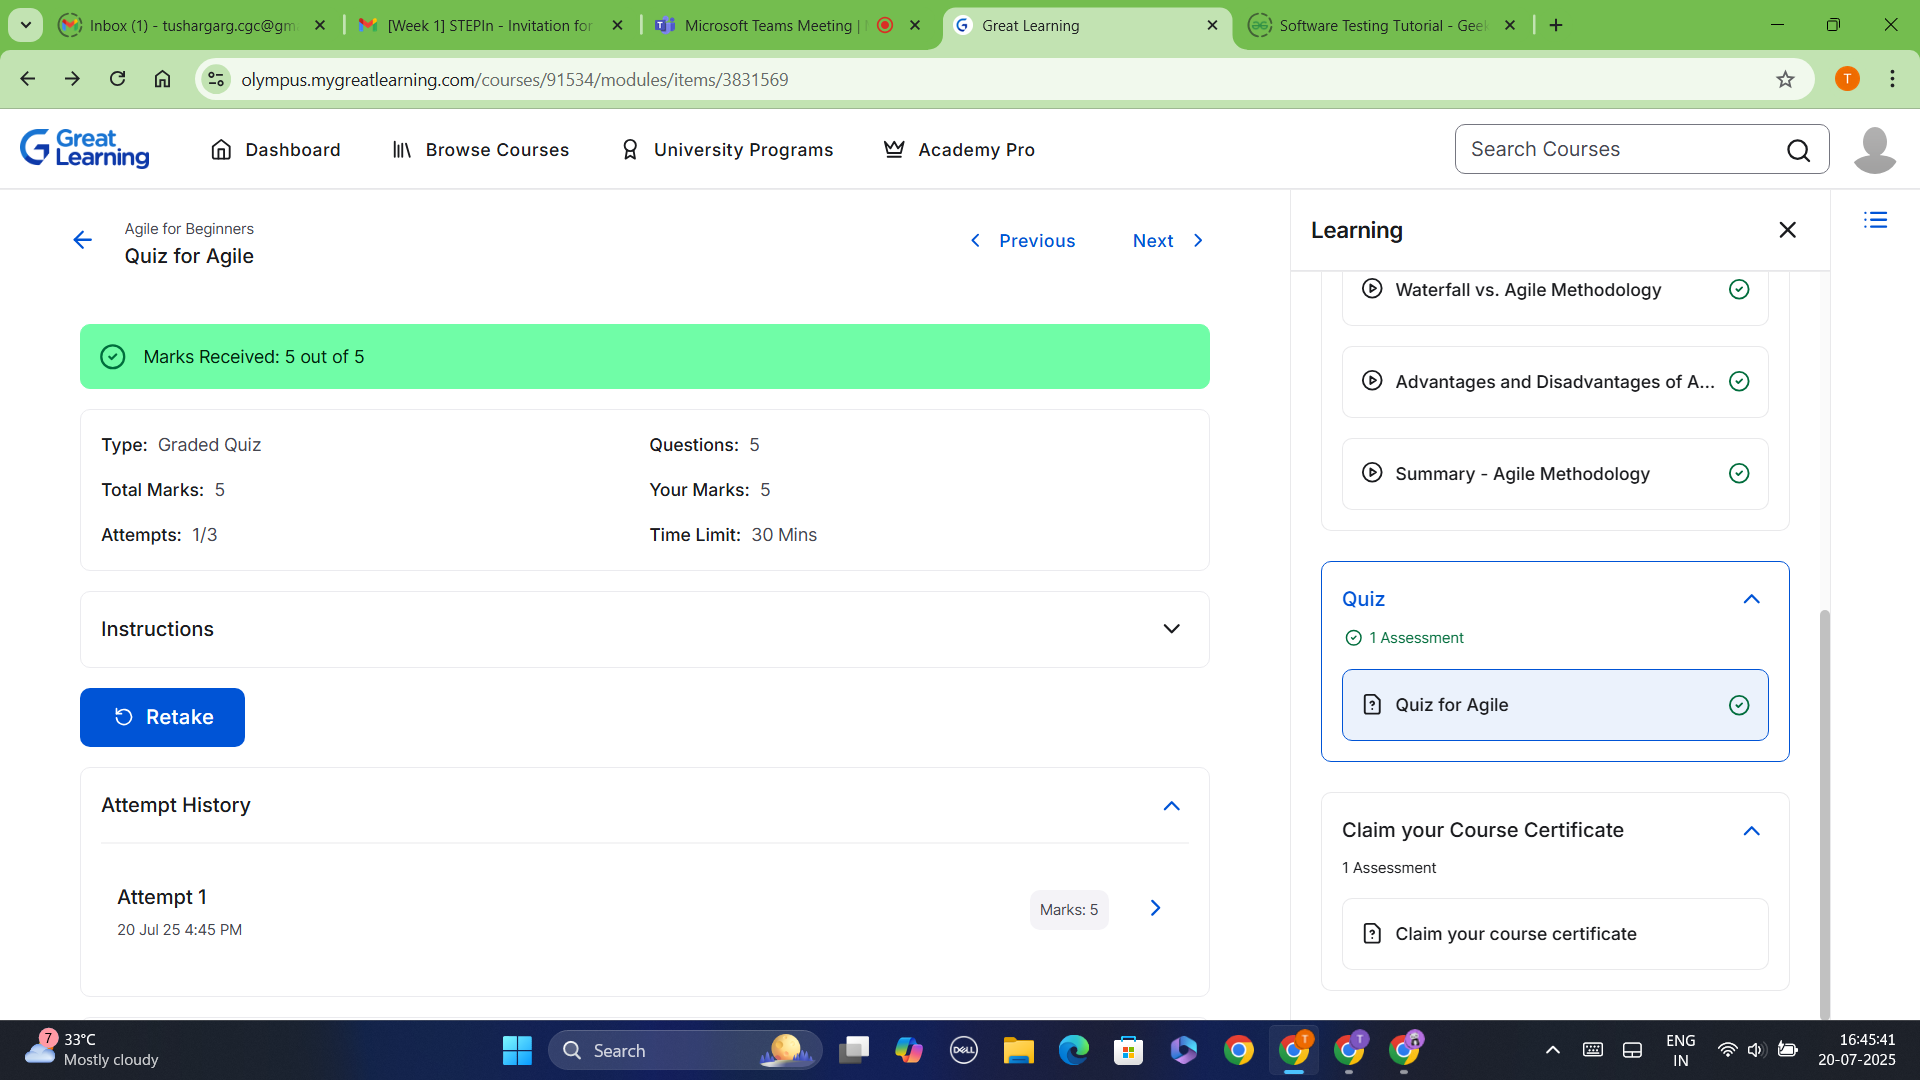 Inbox (1) - tushargarg.cgc@gm
[Week 1] STEPIn - Invitation for
Microsoft Teams Meeting |
Great Learning
Software Testing Tutorial - Geek
olympus.mygreatlearning.com/courses/91534/modules/items/3831569
T
Great Learning
Dashboard
Browse Courses
University Programs
Academy Pro
Search Courses
Agile for Beginners
Quiz for Agile
Previous
Next
Marks Received: 5 out of 5
Type: Graded Quiz
Questions: 5
Total Marks: 5
Your Marks: 5
Attempts: 1/3
Time Limit: 30 Mins
Instructions
Retake
Attempt History
Attempt 1
20 Jul 25 4:45 PM
Marks: 5
Learning
Waterfall vs. Agile Methodology
Advantages and Disadvantages of A...
Summary - Agile Methodology
Quiz
1 Assessment
Quiz for Agile
Claim your Course Certificate
1 Assessment
Claim your course certificate
7
33°C
Mostly cloudy
Search
DELL
T
T
ENG
IN
16:45:41
20-07-2025